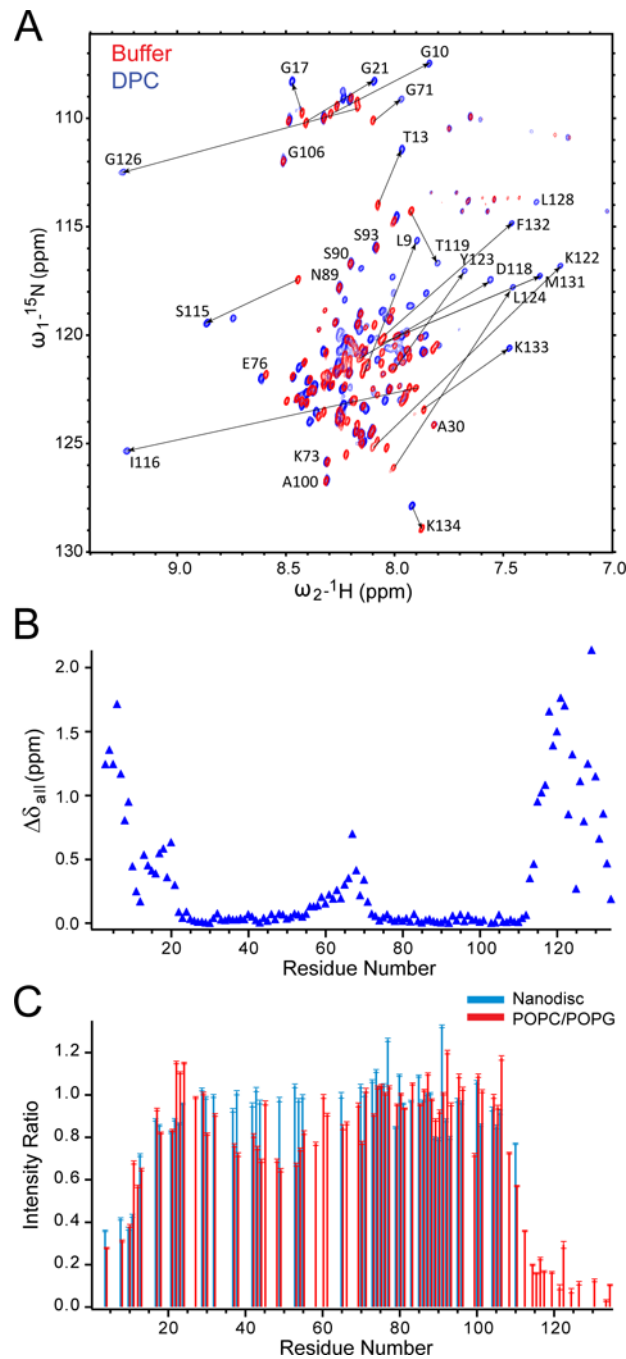 A
Buffer
DPC
G17
G21
G10
G71
G126
G106
T13
L128
S93
L9
F132
S90
T119
Y123
K122
N89
D118
M131
S115
L124
E76
K133
A30
I116
K73
A100
K134
110
115
120
125
130
ω1-15N (ppm)
9.0
8.5
8.0
7.5
7.0
ω2-1H (ppm)
B
2.0
1.5
1.0
0.5
0.0
Δδall (ppm)
20
40
60
80
100
120
Residue Number
C
Nanodisc
POPC/POPG
1.2
1.0
0.8
0.6
0.4
0.2
0.0
Intensity Ratio
20
40
60
80
100
120
Residue Number